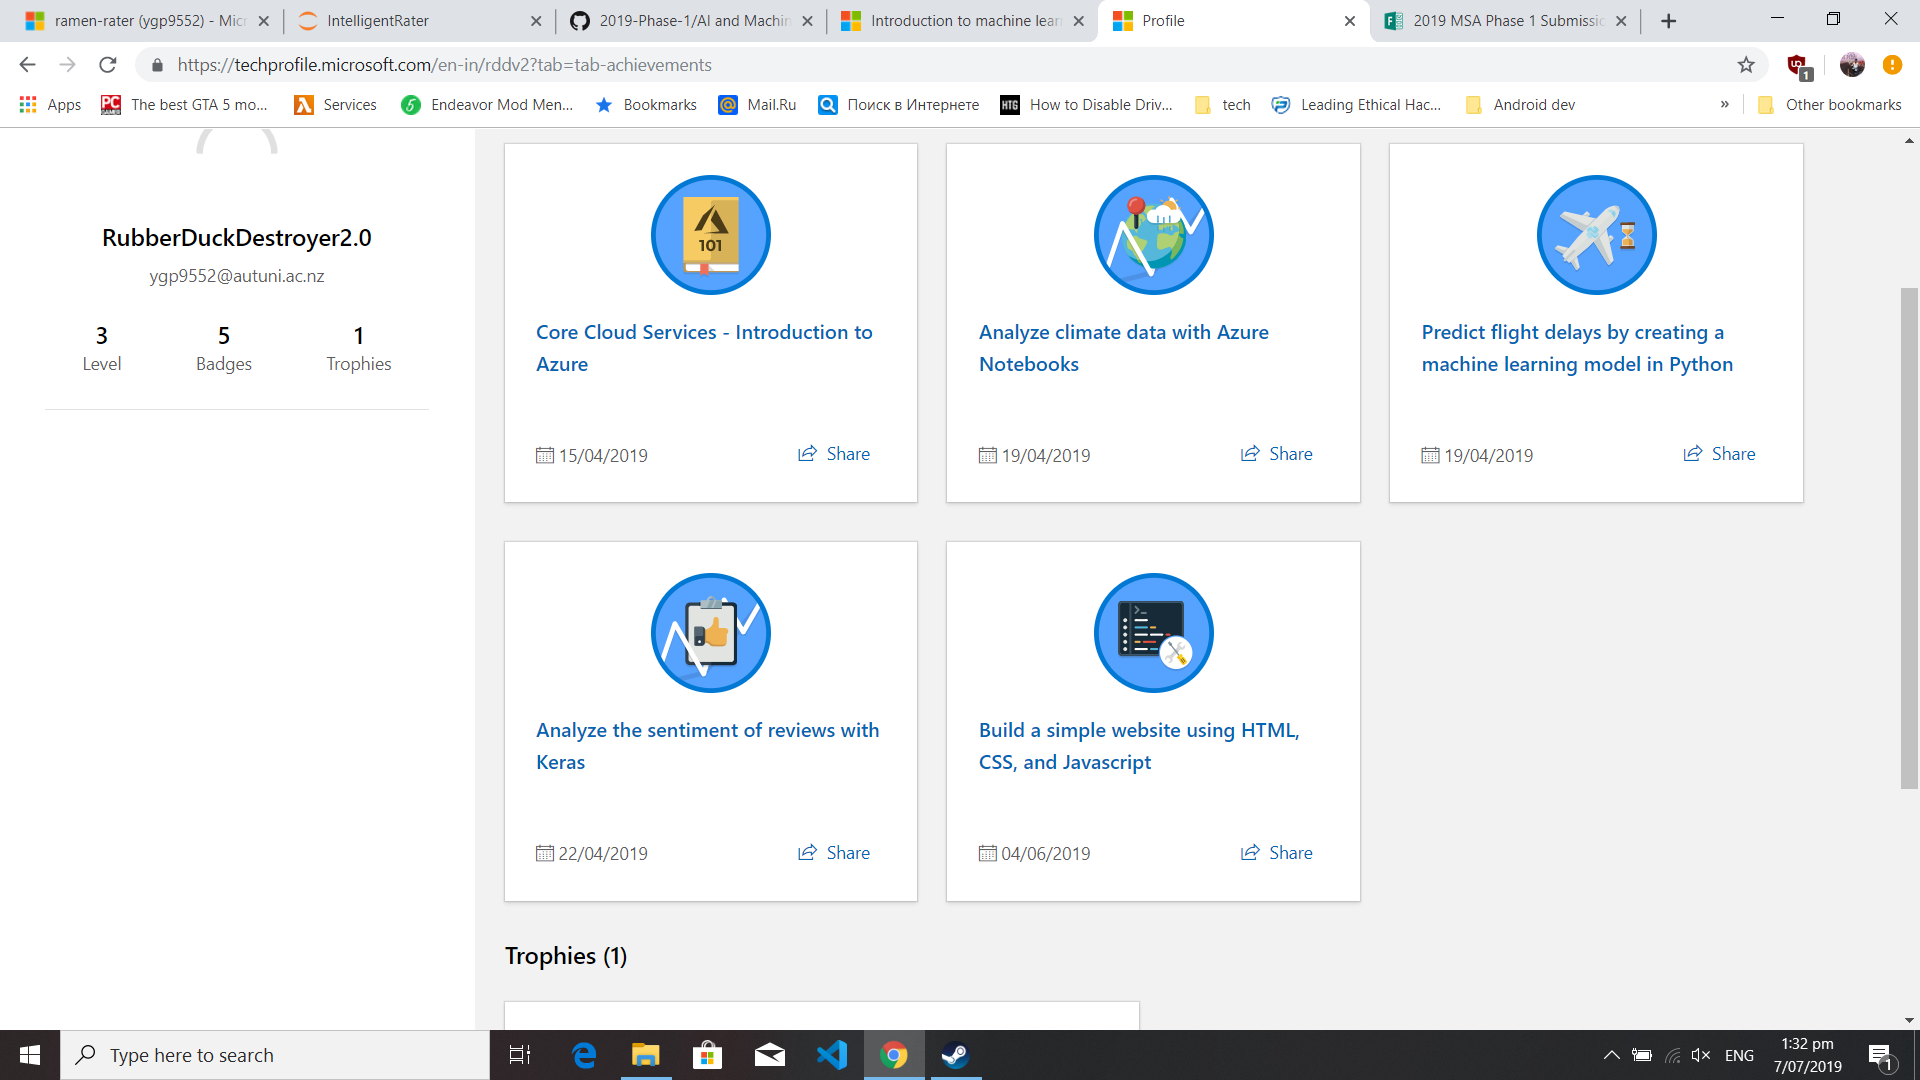 ramen-rater (ygp9552) - Micr
IntelligentRater
2019-Phase-1/AI and Machin
Introduction to machine lear
Profile
2019 MSA Phase 1 Submissio
https://techprofile.microsoft.com/en-in/rddv2?tab=tab-achievements
1
Apps
The best GTA 5 mo...
Services
Endeavor Mod Men...
Bookmarks
Mail.Ru
Поиск в Интернете
HTG
How to Disable Driv...
tech
Leading Ethical Hac...
Android dev
»
Other bookmarks
RubberDuckDestroyer2.0
ygp9552@autuni.ac.nz
3
Level
5
Badges
1
Trophies
101
Core Cloud Services - Introduction to
Azure
15/04/2019
Share
Analyze climate data with Azure
Notebooks
19/04/2019
Share
Predict flight delays by creating a
machine learning model in Python
19/04/2019
Share
Analyze the sentiment of reviews with
Keras
22/04/2019
Share
Build a simple website using HTML,
CSS, and Javascript
04/06/2019
Share
Trophies (1)
Type here to search
ENG
1:32 pm
7/07/2019
1